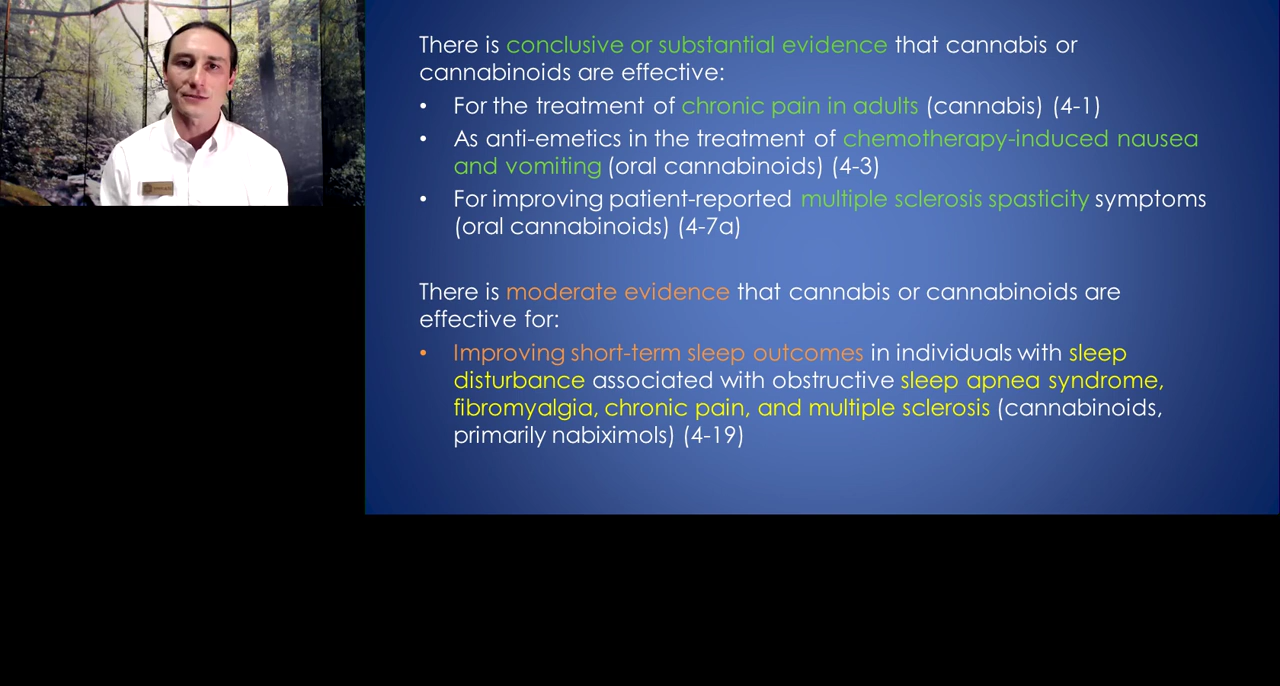 There is conclusive or substantial evidence that cannabis or
cannabinoids are effective:
• For the treatment of chronic pain in adults (cannabis) (4-1)
• As anti-emetics in the treatment of chemotherapy-induced nausea
and vomiting (oral cannabinoids) (4-3)
• For improving patient-reported multiple sclerosis spasticity symptoms
(oral cannabinoids) (4-7a)
There is moderate evidence that cannabis or cannabinoids are
effective for:
• Improving short-term sleep outcomes in individuals with sleep
disturbance associated with obstructive sleep apnea syndrome,
fibromyalgia, chronic pain, and multiple sclerosis (cannabinoids,
primarily nabiximols) (4-19)